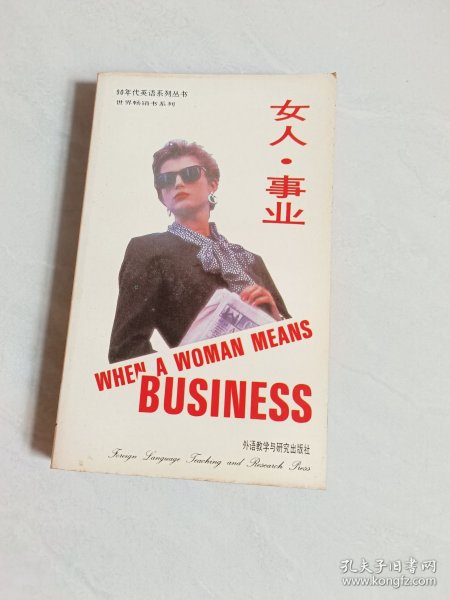 90年代英语系列丛书
世界畅销书系列
女人·事业
WHEN A WOMAN MEANS
BUSINESS
外语教学与研究出版社
Foreign Language Teaching and Research Press
孔夫子旧书网
www.kongfz.com